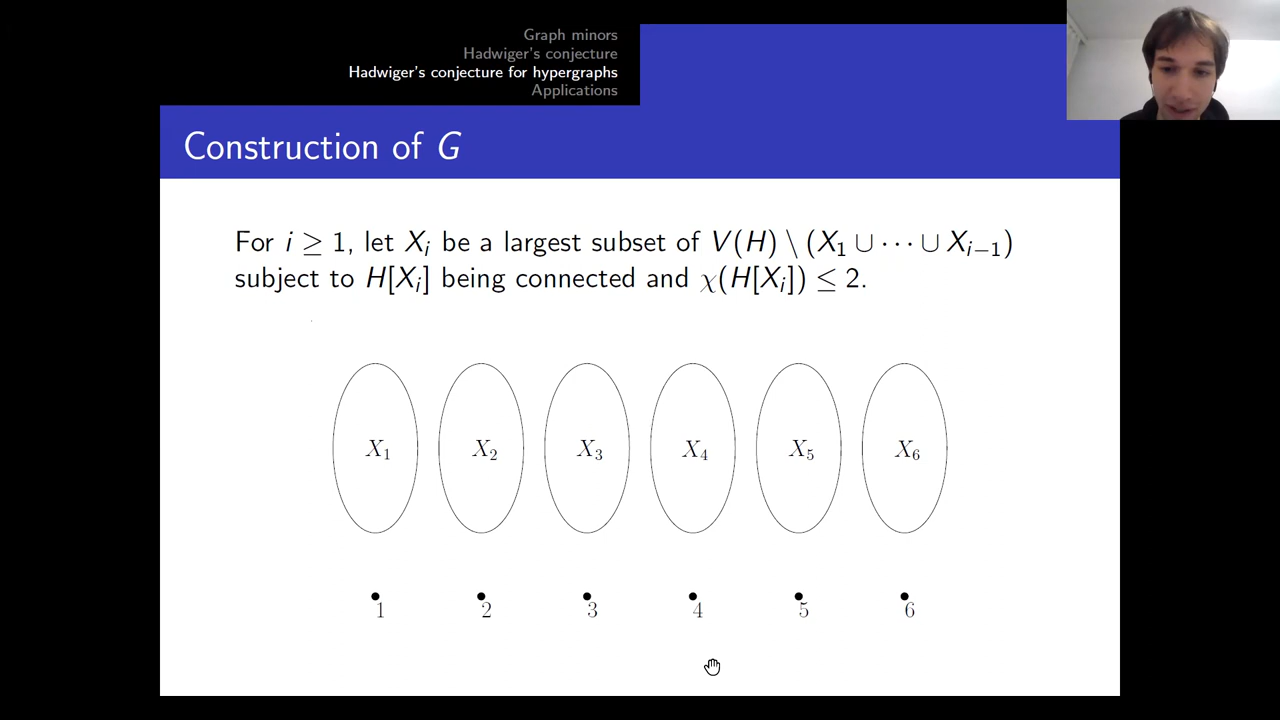 Graph minors
Hadwiger's conjecture
Hadwiger's conjecture for hypergraphs
Applications
Construction of G
For i ≥ 1, let X_i be a largest subset of V(H) \ (X_1 ∪ ⋯ ∪ X_{i−1})
subject to H[X_i] being connected and χ(H[X_i]) ≤ 2.
X_1 X_2 X_3 X_4 X_5 X_6
1 2 3 4 5 6